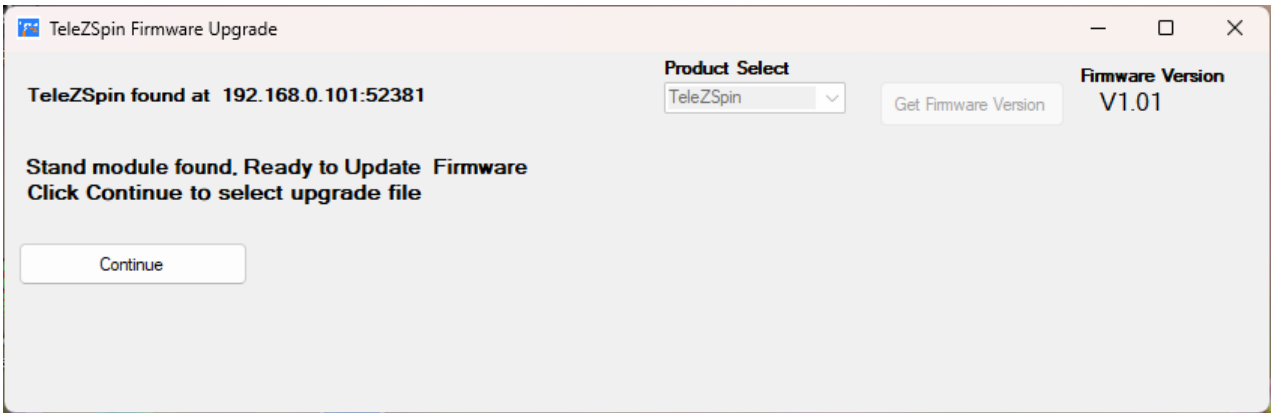 TeleZSpin Firmware Upgrade
TeleZSpin found at 192.168.0.101:52381
Product Select
TeleZSpin
Get Firmware Version
Firmware Version
V1.01
Stand module found, Ready to Update Firmware
Click Continue to select upgrade file
Continue